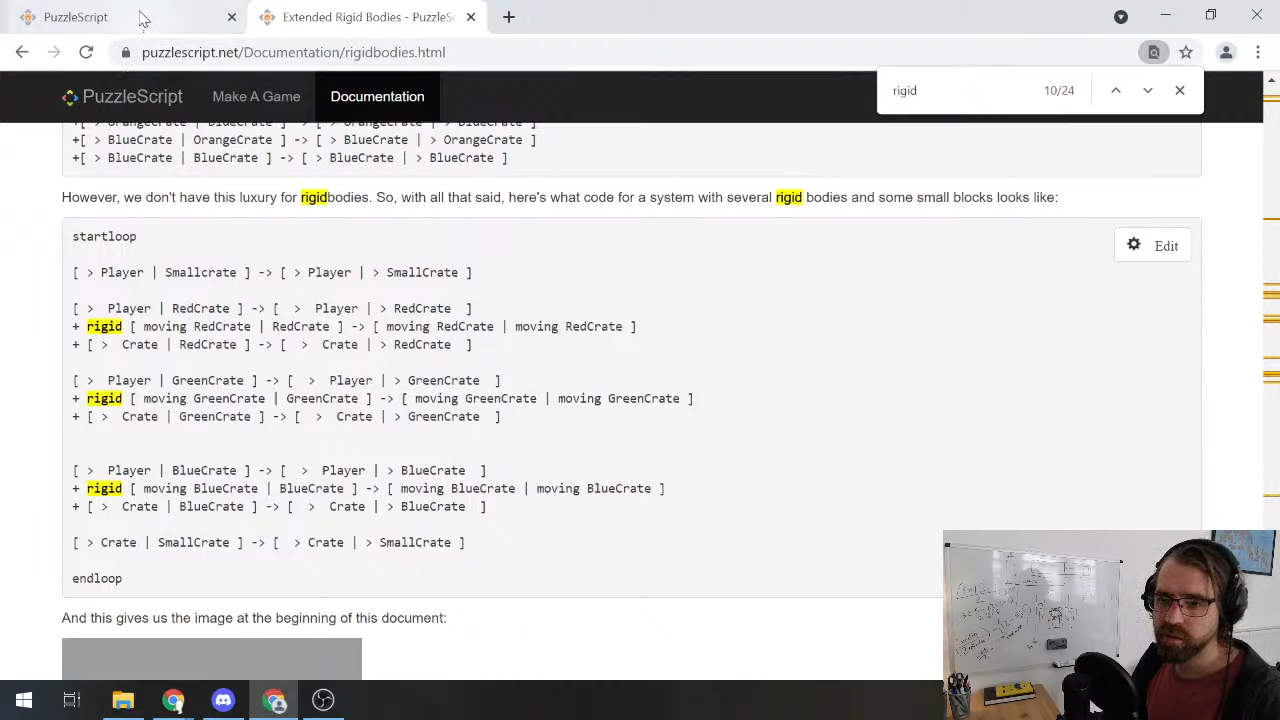 PuzzleScript
Extended Rigid Bodies - PuzzleS
puzzlescript.net/Documentation/rigidbodies.html
rigid 10/24
PuzzleScript Make A Game Documentation
+[ > BlueCrate | OrangeCrate ] -> [ > BlueCrate | > OrangeCrate ]
+[ > BlueCrate | BlueCrate ] -> [ > BlueCrate | > BlueCrate ]
However, we don't have this luxury for rigidbodies. So, with all that said, here's what code for a system with several rigid bodies and some small blocks looks like:
Edit
startloop
[ > Player | Smallcrate ] -> [ > Player | > SmallCrate ]
[ > Player | RedCrate ] -> [ > Player | > RedCrate ]
+ rigid [ moving RedCrate | RedCrate ] -> [ moving RedCrate | moving RedCrate ]
+ [ > Crate | RedCrate ] -> [ > Crate | > RedCrate ]
[ > Player | GreenCrate ] -> [ > Player | > GreenCrate ]
+ rigid [ moving GreenCrate | GreenCrate ] -> [ moving GreenCrate | moving GreenCrate ]
+ [ > Crate | GreenCrate ] -> [ > Crate | > GreenCrate ]
[ > Player | BlueCrate ] -> [ > Player | > BlueCrate ]
+ rigid [ moving BlueCrate | BlueCrate ] -> [ moving BlueCrate | moving BlueCrate ]
+ [ > Crate | BlueCrate ] -> [ > Crate | > BlueCrate ]
[ > Crate | SmallCrate ] -> [ > Crate | > SmallCrate ]
endloop
And this gives us the image at the beginning of this document: